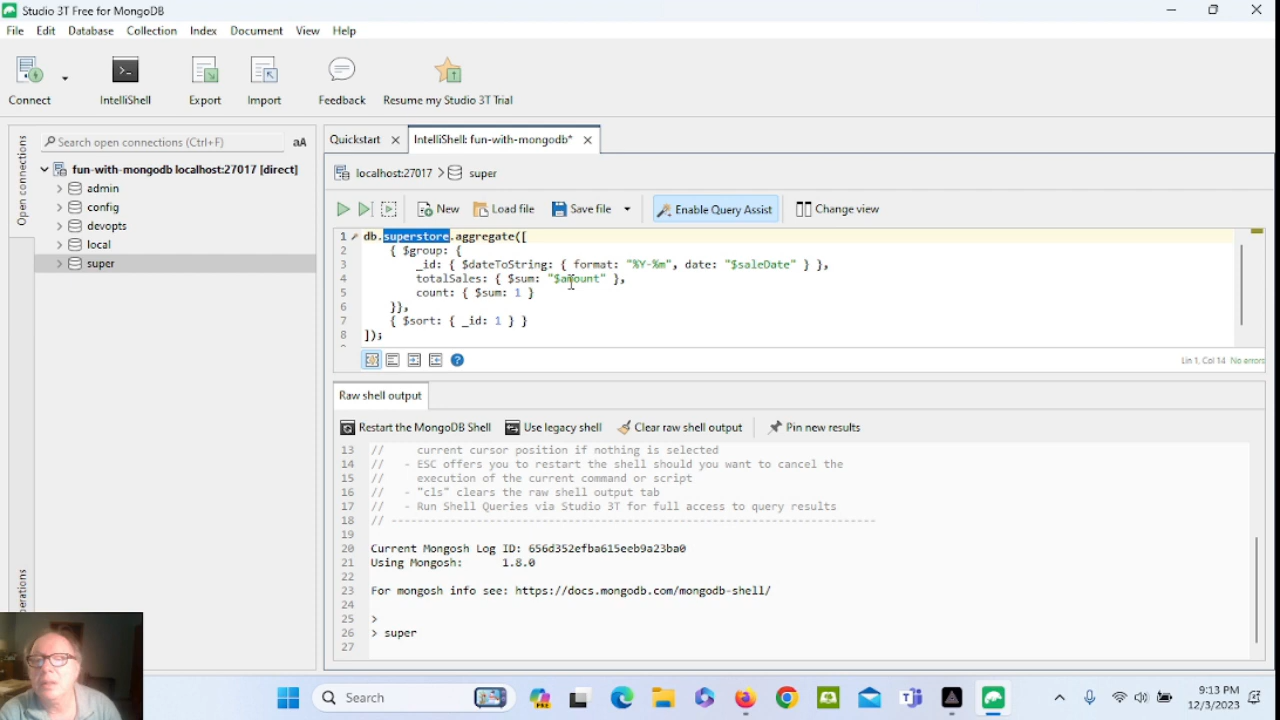 Studio 3T Free for MongoDB
File Edit Database Collection Index Document View Help
Connect IntelliShell Export Import Feedback Resume my Studio 3T Trial
Open connections
Search open connections (Ctrl+F) aA
fun-with-mongodb localhost:27017 [direct]
admin
config
devopts
local
super
Quickstart IntelliShell: fun-with-mongodb*
localhost:27017 > super
New Load file Save file Enable Query Assist Change view
1 db.superstore.aggregate([
2 { $group: {
3 _id: { $dateToString: { format: "%Y-%m", date: "$saleDate" } },
4 totalSales: { $sum: "$amount" },
5 count: { $sum: 1 }
6 }},
7 { $sort: { _id: 1 } }
8 ]);
Lin 1, Col 14 No errors
Raw shell output
Restart the MongoDB Shell Use legacy shell Clear raw shell output Pin new results
13 // current cursor position if nothing is selected
14 // - ESC offers you to restart the shell should you want to cancel the
15 // execution of the current command or script
16 // - "cls" clears the raw shell output tab
17 // - Run Shell Queries via Studio 3T for full access to query results
18 // --------------------------------------------------------------------
19
20 Current Mongosh Log ID: 656d352efba615eeb9a23ba0
21 Using Mongosh: 1.8.0
22
23 For mongosh info see: https://docs.mongodb.com/mongodb-shell/
24
25 >
26 > super
27
Search
9:13 PM
12/3/2023